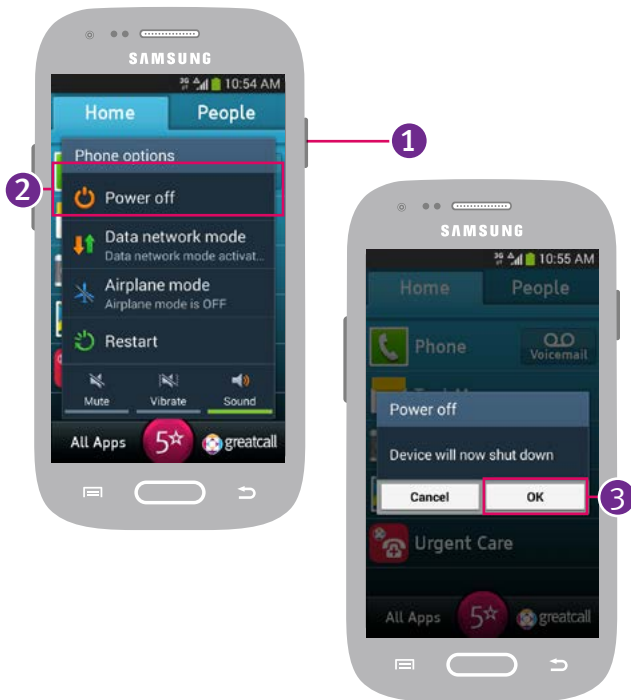 SAMSUNG
3G 10:54 AM
Home People
Phone options
1
2
Power off
Data network mode
Data network mode activat...
Airplane mode
Airplane mode is OFF
Restart
Mute Vibrate Sound
All Apps 5☆ greatcall
SAMSUNG
3G 10:55 AM
Home People
Phone Voicemail
Power off
Device will now shut down
Cancel OK
3
Urgent Care
All Apps 5☆ greatcall